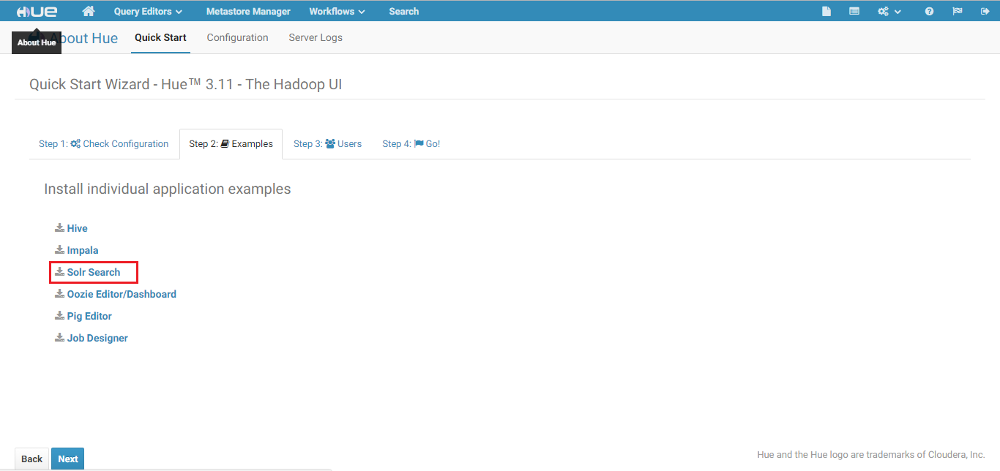 HUE Query Editors Metastore Manager Workflows Search
About Hue Quick Start Configuration Server Logs
About Hue
Quick Start Wizard - Hue™ 3.11 - The Hadoop UI
Step 1: Check Configuration Step 2: Examples Step 3: Users Step 4: Go!
Install individual application examples
Hive
Impala
Solr Search
Oozie Editor/Dashboard
Pig Editor
Job Designer
Hue and the Hue logo are trademarks of Cloudera, Inc.
Back Next